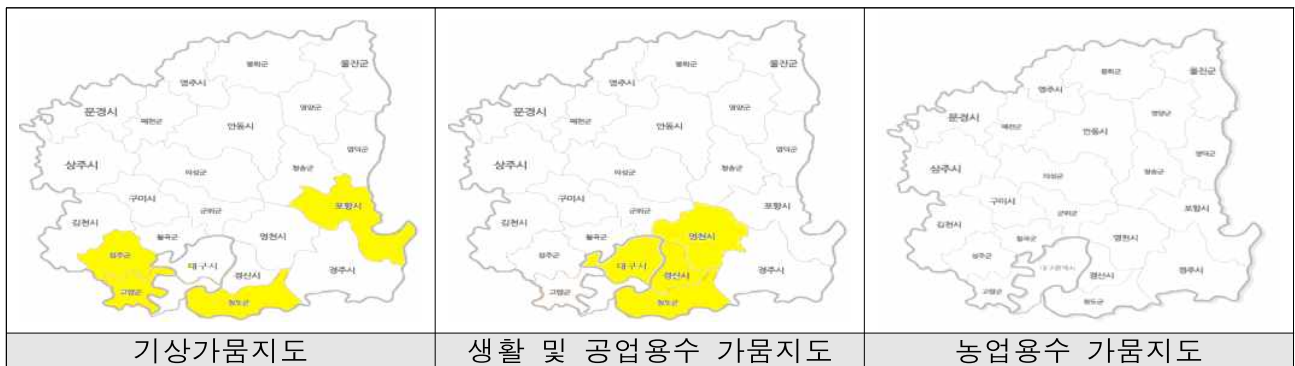 봉화군
울진군
영주시
문경시
예천군
안동시
영양군
영덕군
상주시
의성군
청송군
구미시
포항시
김천시
군위군
칠곡군
영천시
성주군
대구시
경산시
경주시
고령군
청도군
봉화군
울진군
영주시
문경시
예천군
안동시
영양군
영덕군
상주시
의성군
청송군
구미시
포항시
김천시
군위군
칠곡군
영천시
성주군
대구시
경산시
경주시
고령군
청도군
봉화군
울진군
영주시
문경시
예천군
안동시
영양군
영덕군
상주시
의성군
청송군
구미시
포항시
김천시
군위군
칠곡군
영천시
성주군
경산시
경주시
고령군
청도군
기상가뭄지도
생활 및 공업용수 가뭄지도
농업용수 가뭄지도